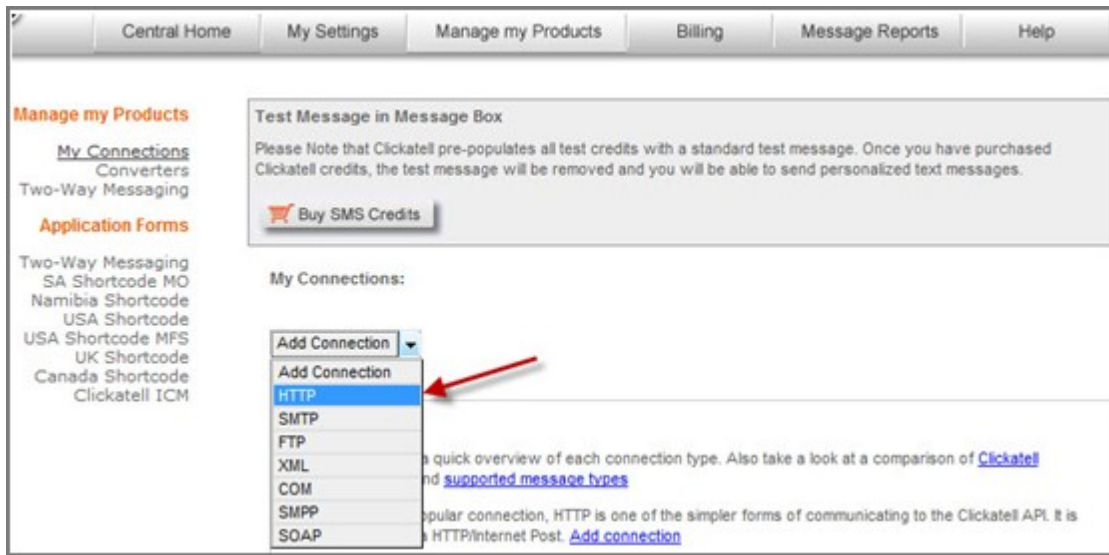 Central Home My Settings Manage my Products Billing Message Reports Help
Manage my Products
My Connections
Converters
Two-Way Messaging
Application Forms
Two-Way Messaging
SA Shortcode MO
Namibia Shortcode
USA Shortcode
USA Shortcode MFS
UK Shortcode
Canada Shortcode
Clickatell ICM
Test Message in Message Box
Please Note that Clickatell pre-populates all test credits with a standard test message. Once you have purchased
Clickatell credits, the test message will be removed and you will be able to send personalized text messages.
Buy SMS Credits
My Connections:
Add Connection
Add Connection
HTTP
SMTP
FTP
XML
COM
SMPP
SOAP
a quick overview of each connection type. Also take a look at a comparison of Clickatell
supported message types
connection, HTTP is one of the simpler forms of communicating to the Clickatell API. It is
HTTP/Internet Post. Add connection